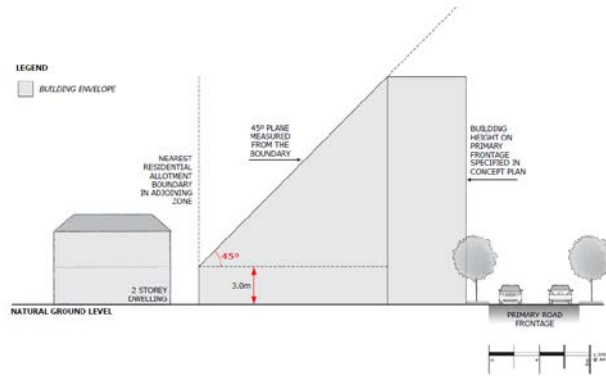 LEGEND
BUILDING ENVELOPE
NEAREST
RESIDENTIAL
ALLOTMENT
BOUNDARY
IN ADJOINING
ZONE
45º PLANE
MEASURED
FROM THE
BOUNDARY
BUILDING
HEIGHT ON
PRIMARY
FRONTAGE
SPECIFIED IN
CONCEPT PLAN
45º
3.0m
2 STOREY
DWELLING
NATURAL GROUND LEVEL
PRIMARY ROAD
FRONTAGE